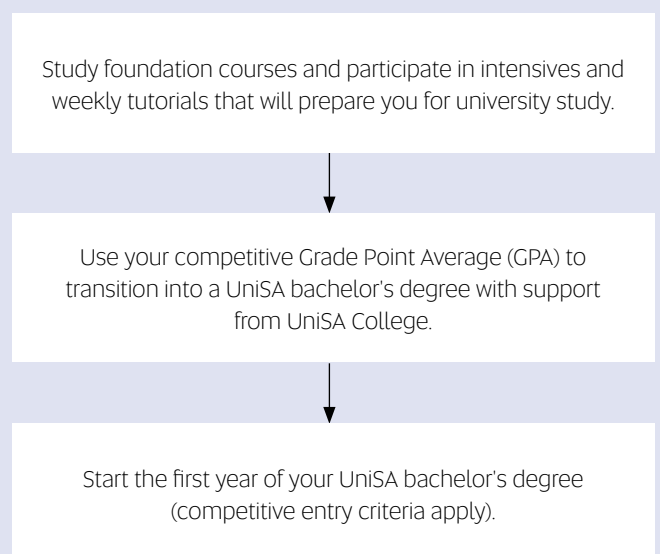 Study foundation courses and participate in intensives and
weekly tutorials that will prepare you for university study.
Use your competitive Grade Point Average (GPA) to
transition into a UniSA bachelor's degree with support
from UniSA College.
Start the first year of your UniSA bachelor's degree
(competitive entry criteria apply).